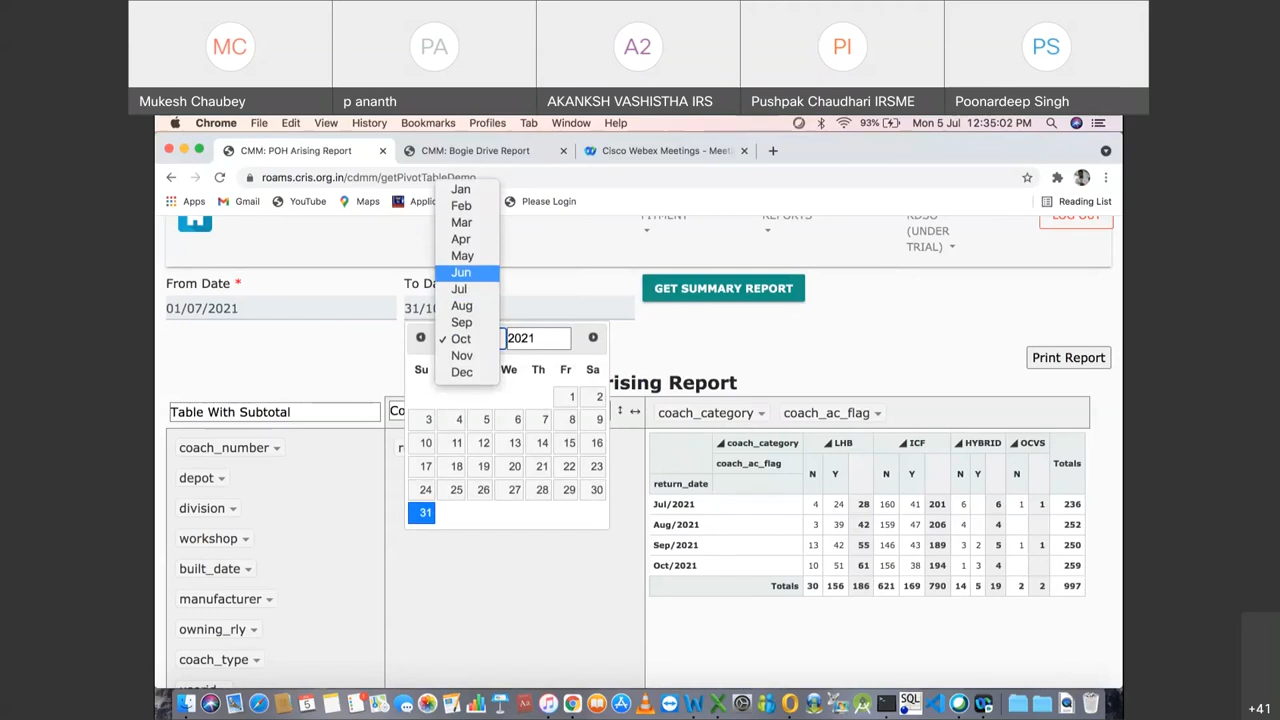 MC
PA
A2
PI
PS
Mukesh Chaubey
p ananth
AKANKSH VASHISTHA IRS
Pushpak Chaudhari IRSME
Poonardeep Singh
Chrome File Edit View History Bookmarks Profiles Tab Window Help 93% Mon 5 Jul 12:35:02 PM
CMM: POH Arising Report
CMM: Bogie Drive Report
Cisco Webex Meetings - Meet
roams.cris.org.in/cdmm/getPivotTableDemo
Apps Gmail YouTube Maps Applic Please Login Reading List
REPORTS
RDSO
(UNDER
TRIAL)
LOG OUT
From Date *
To Da
GET SUMMARY REPORT
01/07/2021
31/10
Jan
Feb
Mar
Apr
May
Jun
Jul
Aug
Sep
✓ Oct
Nov
Dec
2021
Su We Th Fr Sa
1 2
3 4 5 6 7 8 9
10 11 12 13 14 15 16
17 18 19 20 21 22 23
24 25 26 27 28 29 30
31
Print Report
rising Report
Table With Subtotal
Co
coach_category coach_ac_flag
coach_number
depot
division
workshop
built_date
manufacturer
owning_rly
coach_type
coach_category LHB ICF HYBRID OCVS Totals
coach_ac_flag N Y N Y N Y N
return_date
Jul/2021 4 24 28 160 41 201 6 6 1 1 236
Aug/2021 3 39 42 159 47 206 4 4 252
Sep/2021 13 42 55 146 43 189 3 2 5 1 1 250
Oct/2021 10 51 61 156 38 194 1 3 4 259
Totals 30 156 186 621 169 790 14 5 19 2 2 997
SQL
+41